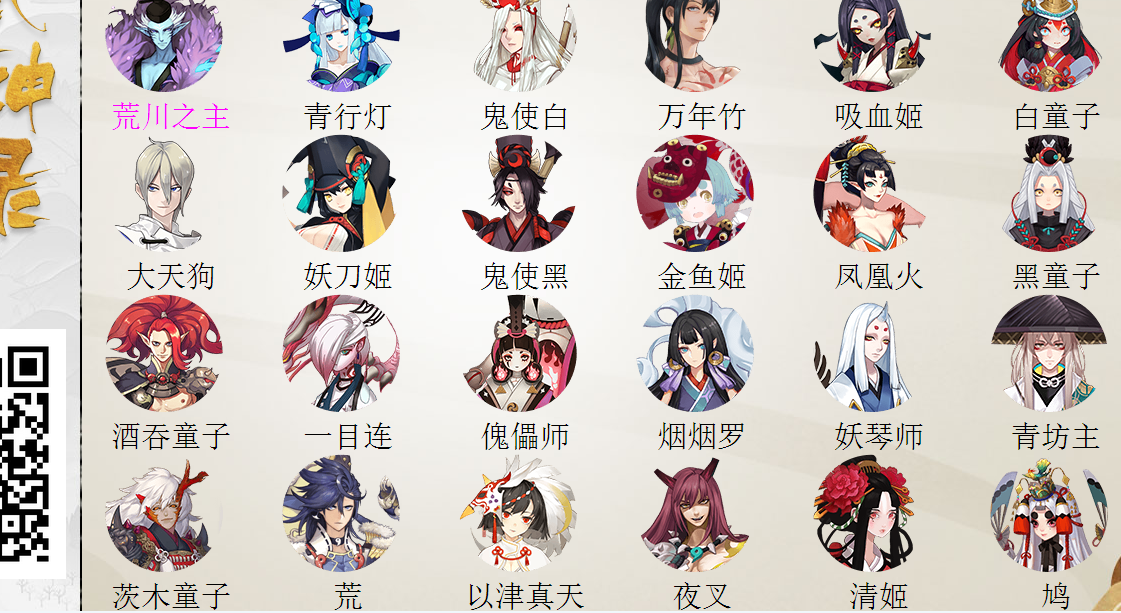 神
录
荒川之主 青行灯 鬼使白 万年竹 吸血姬 白童子
大天狗 妖刀姬 鬼使黑 金鱼姬 凤凰火 黑童子
酒吞童子 一目连 傀儡师 烟烟罗 妖琴师 青坊主
茨木童子 荒 以津真天 夜叉 清姬 鸩